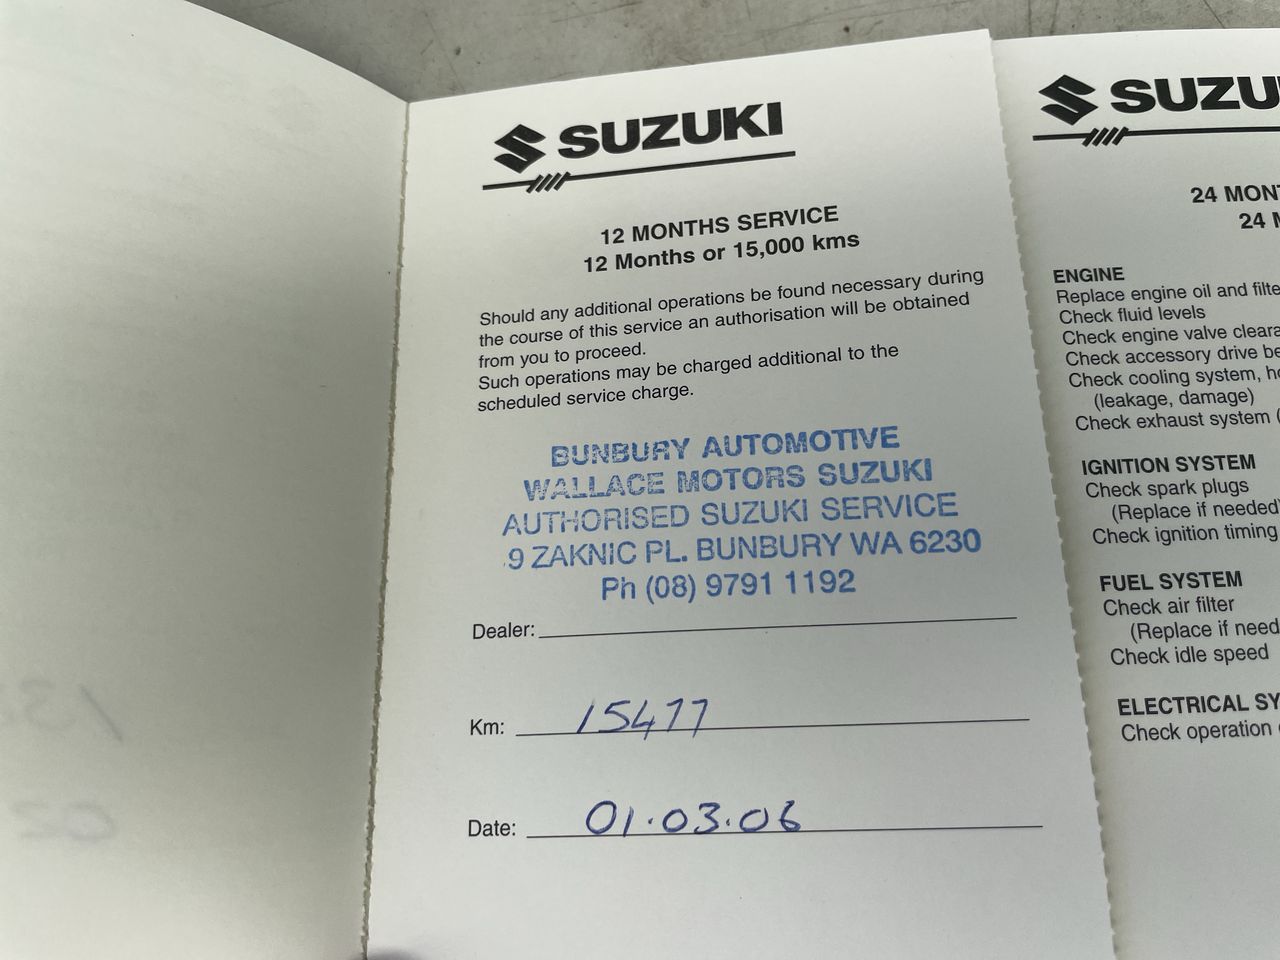 SUZUKI
12 MONTHS SERVICE
12 Months or 15,000 kms
Should any additional operations be found necessary during
the course of this service an authorisation will be obtained
from you to proceed.
Such operations may be charged additional to the
scheduled service charge.
BUNBURY AUTOMOTIVE
WALLACE MOTORS SUZUKI
AUTHORISED SUZUKI SERVICE
9 ZAKNIC PL. BUNBURY WA 6230
Ph (08) 9791 1192
Dealer:
Km: 15477
Date: 01.03.06
SUZU
24 MONT
24 M
ENGINE
Replace engine oil and filte
Check fluid levels
Check engine valve cleara
Check accessory drive be
Check cooling system, ho
(leakage, damage)
Check exhaust system (
IGNITION SYSTEM
Check spark plugs
(Replace if needed)
Check ignition timing
FUEL SYSTEM
Check air filter
(Replace if need
Check idle speed
ELECTRICAL SY
Check operation